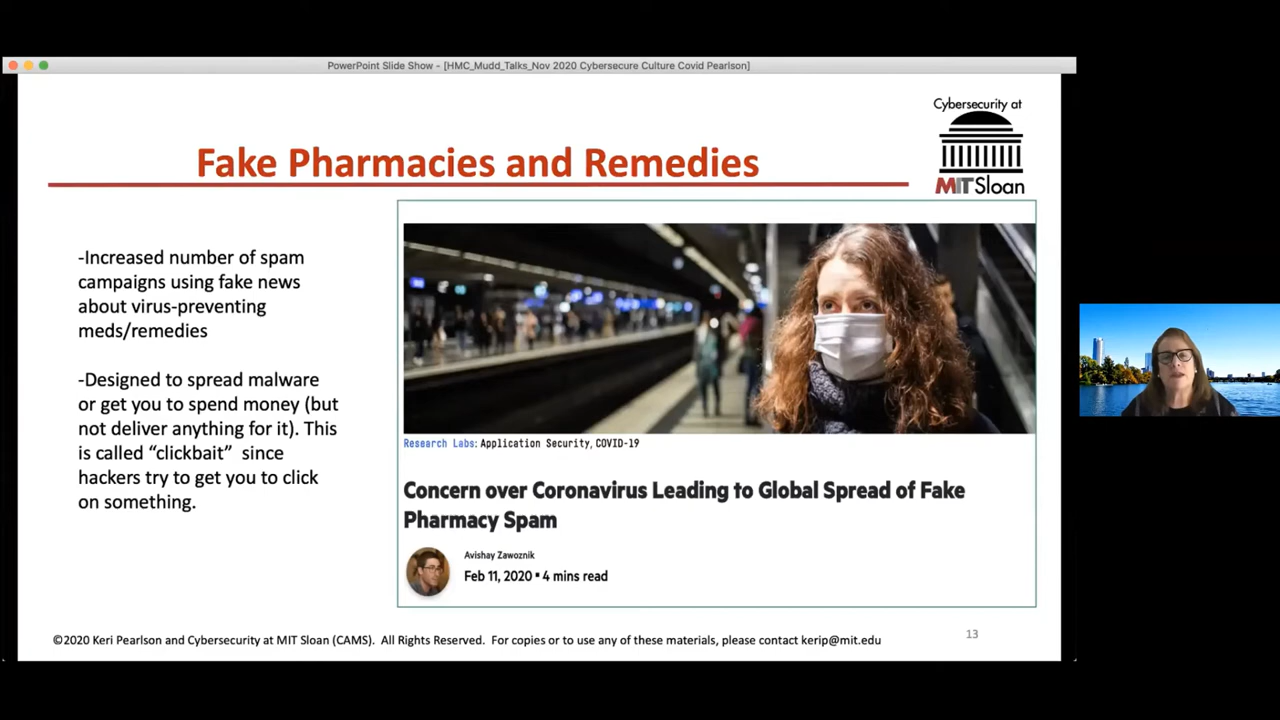 PowerPoint Slide Show - [HMC_Mudd_Talks_Nov 2020 Cybersecure Culture Covid Pearlson]
Cybersecurity at
MIT Sloan
Fake Pharmacies and Remedies
-Increased number of spam
campaigns using fake news
about virus-preventing
meds/remedies
-Designed to spread malware
or get you to spend money (but
not deliver anything for it). This
is called “clickbait”  since
hackers try to get you to click
on something.
Research Labs: Application Security, COVID-19
Concern over Coronavirus Leading to Global Spread of Fake
Pharmacy Spam
Avishay Zawoznik
Feb 11, 2020 ▪ 4 mins read
©2020 Keri Pearlson and Cybersecurity at MIT Sloan (CAMS).  All Rights Reserved.  For copies or to use any of these materials, please contact kerip@mit.edu
13